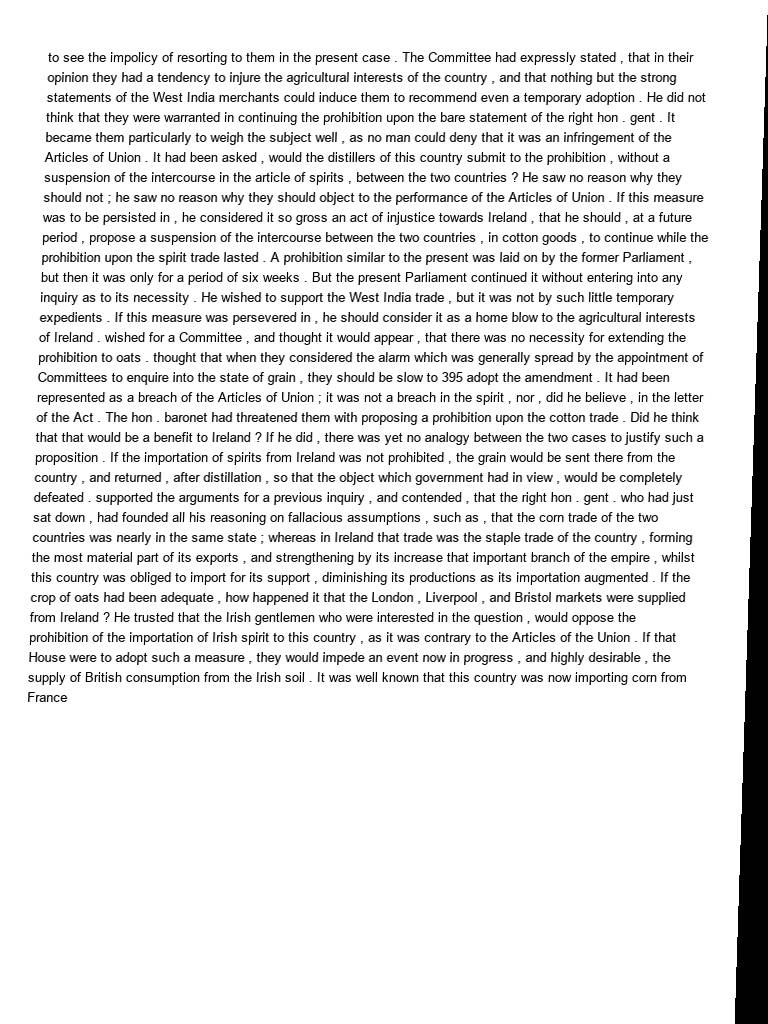 to see the impolicy of resorting to them in the present case . The Committee had expressly stated , that in their
opinion they had a tendency to injure the agricultural interests of the country , and that nothing but the strong
statements of the West India merchants could induce them to recommend even a temporary adoption . He did not
think that they were warranted in continuing the prohibition upon the bare statement of the right hon . gent . It
became them particularly to weigh the subject well , as no man could deny that it was an infringement of the
Articles of Union . It had been asked , would the distillers of this country submit to the prohibition , without a
suspension of the intercourse in the article of spirits , between the two countries ? He saw no reason why they
should not ; he saw no reason why they should object to the performance of the Articles of Union . If this measure
was to be persisted in , he considered it so gross an act of injustice towards Ireland , that he should , at a future
period , propose a suspension of the intercourse between the two countries , in cotton goods , to continue while the
prohibition upon the spirit trade lasted . A prohibition similar to the present was laid on by the former Parliament ,
but then it was only for a period of six weeks . But the present Parliament continued it without entering into any
inquiry as to its necessity . He wished to support the West India trade , but it was not by such little temporary
expedients . If this measure was persevered in , he should consider it as a home blow to the agricultural interests
of Ireland . wished for a Committee , and thought it would appear , that there was no necessity for extending the
prohibition to oats . thought that when they considered the alarm which was generally spread by the appointment of
Committees to enquire into the state of grain , they should be slow to 395 adopt the amendment . It had been
represented as a breach of the Articles of Union ; it was not a breach in the spirit , nor , did he believe , in the letter
of the Act . The hon . baronet had threatened them with proposing a prohibition upon the cotton trade . Did he think
that that would be a benefit to Ireland ? If he did , there was yet no analogy between the two cases to justify such a
proposition . If the importation of spirits from Ireland was not prohibited , the grain would be sent there from the
country , and returned , after distillation , so that the object which government had in view , would be completely
defeated . supported the arguments for a previous inquiry , and contended , that the right hon . gent . who had just
sat down , had founded all his reasoning on fallacious assumptions , such as , that the corn trade of the two
countries was nearly in the same state ; whereas in Ireland that trade was the staple trade of the country , forming
the most material part of its exports , and strengthening by its increase that important branch of the empire , whilst
this country was obliged to import for its support , diminishing its productions as its importation augmented . If the
crop of oats had been adequate , how happened it that the London , Liverpool , and Bristol markets were supplied
from Ireland ? He trusted that the Irish gentlemen who were interested in the question , would oppose the
prohibition of the importation of Irish spirit to this country , as it was contrary to the Articles of the Union . If that
House were to adopt such a measure , they would impede an event now in progress , and highly desirable , the
supply of British consumption from the Irish soil . It was well known that this country was now importing corn from
France